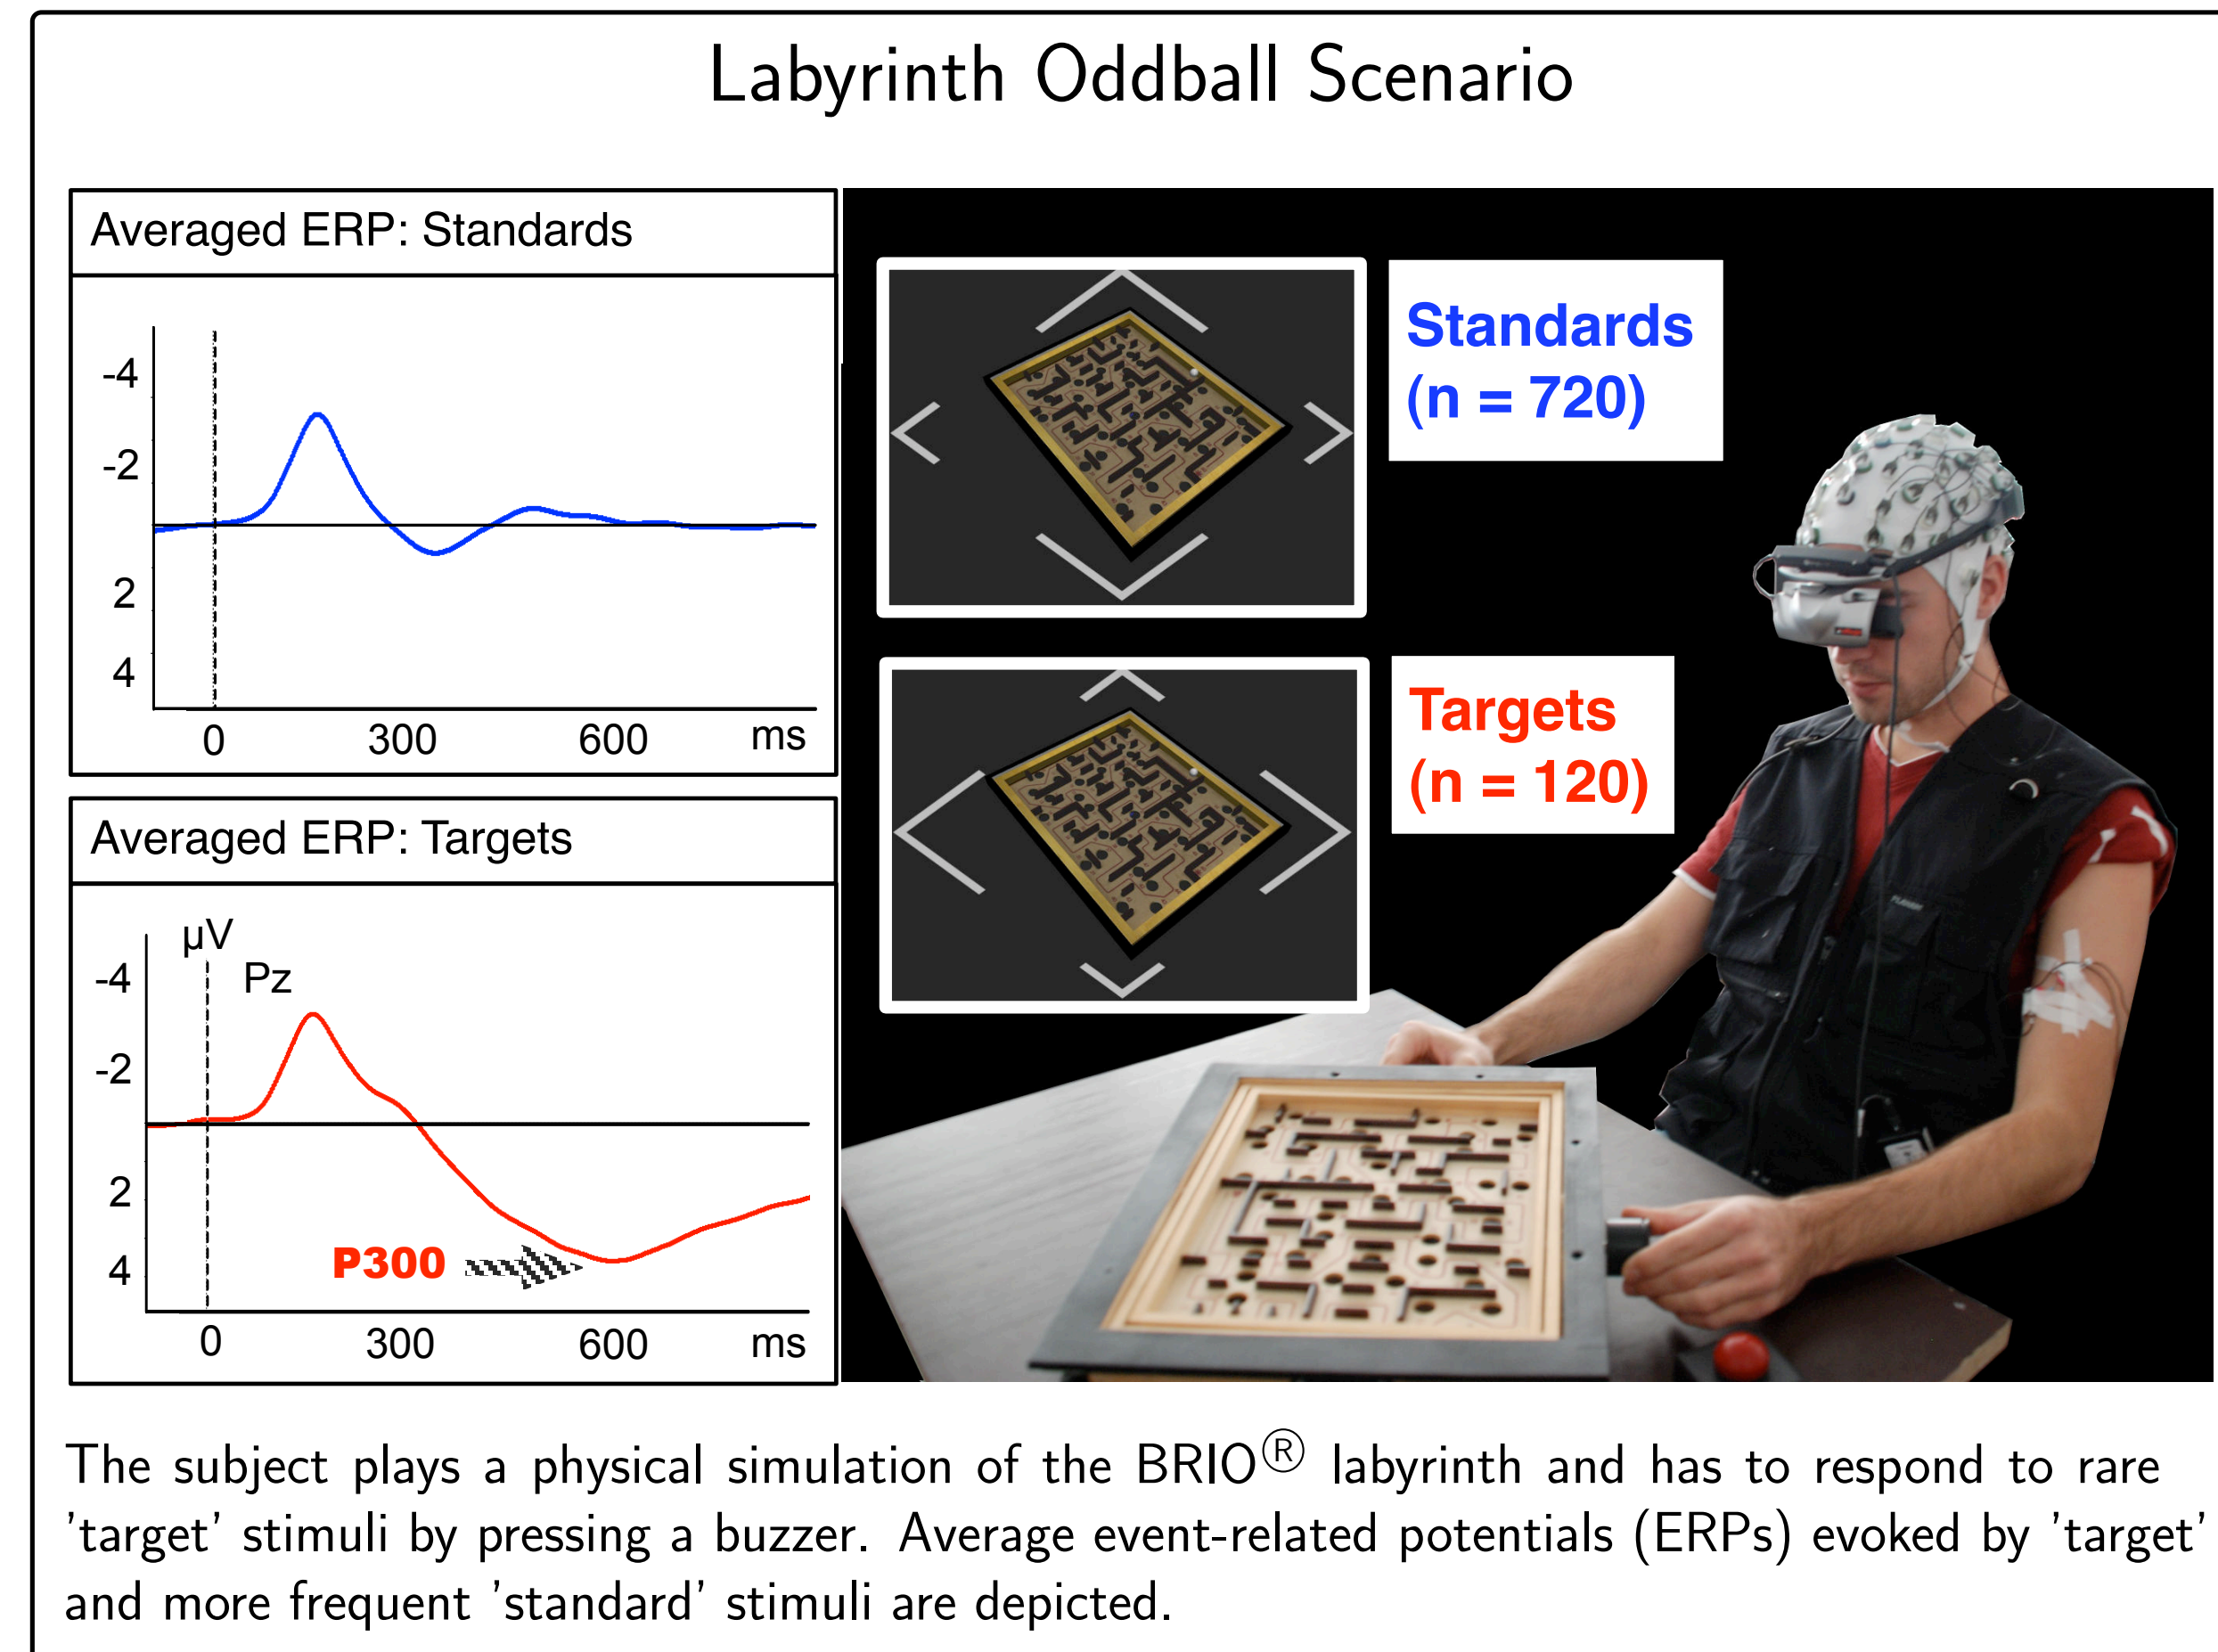 Labyrinth Oddball Scenario
Averaged ERP: Standards
-4
-2
2
4
0 300 600 ms
Averaged ERP: Targets
µV
Pz
-4
-2
2
4
P300
0 300 600 ms
Standards
(n = 720)
Targets
(n = 120)
The subject plays a physical simulation of the BRIO® labyrinth and has to respond to rare
'target' stimuli by pressing a buzzer. Average event-related potentials (ERPs) evoked by 'target'
and more frequent 'standard' stimuli are depicted.